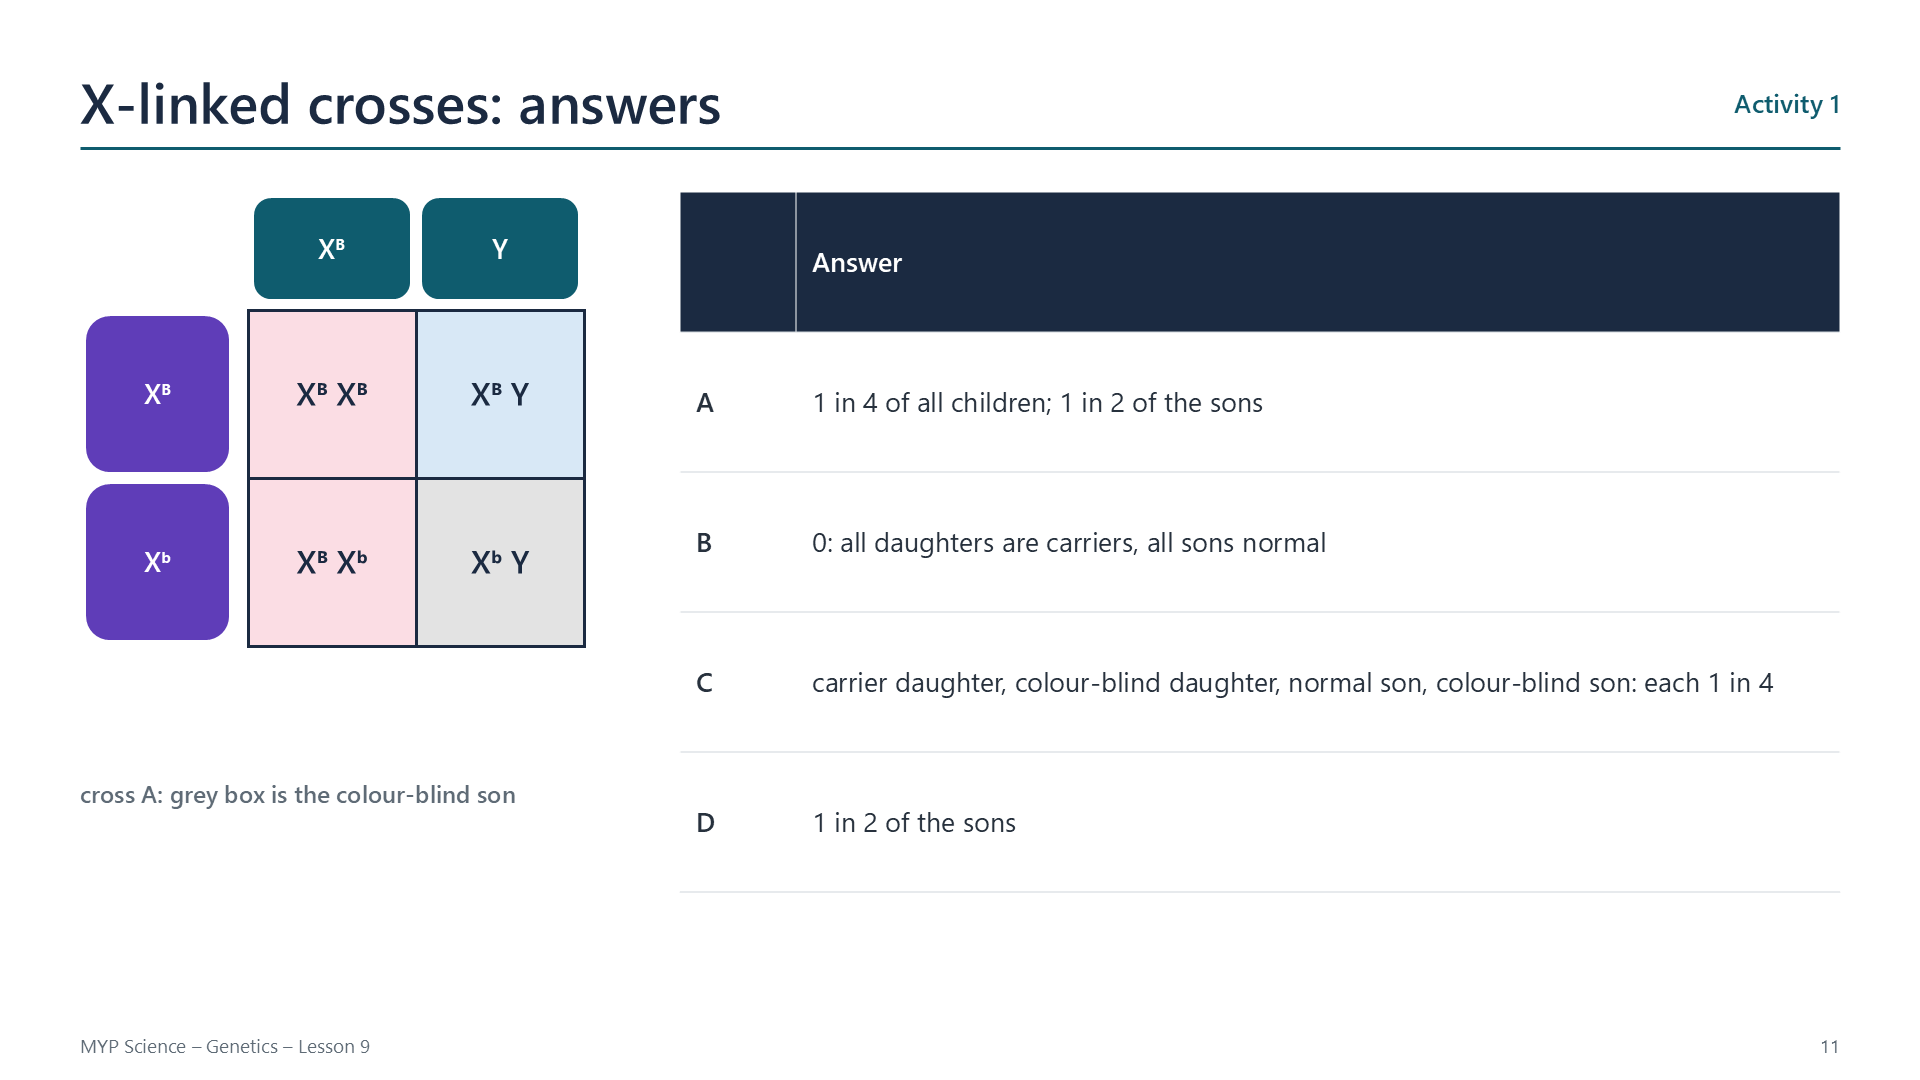 X-linked crosses: answers
Activity 1
Xᴮ Y
Xᴮ Xᴮ Xᴮ Xᴮ Y
Xᵇ Xᴮ Xᵇ Xᵇ Y
cross A: grey box is the colour-blind son
Answer
A 1 in 4 of all children; 1 in 2 of the sons
B 0: all daughters are carriers, all sons normal
C carrier daughter, colour-blind daughter, normal son, colour-blind son: each 1 in 4
D 1 in 2 of the sons
MYP Science – Genetics – Lesson 9
11